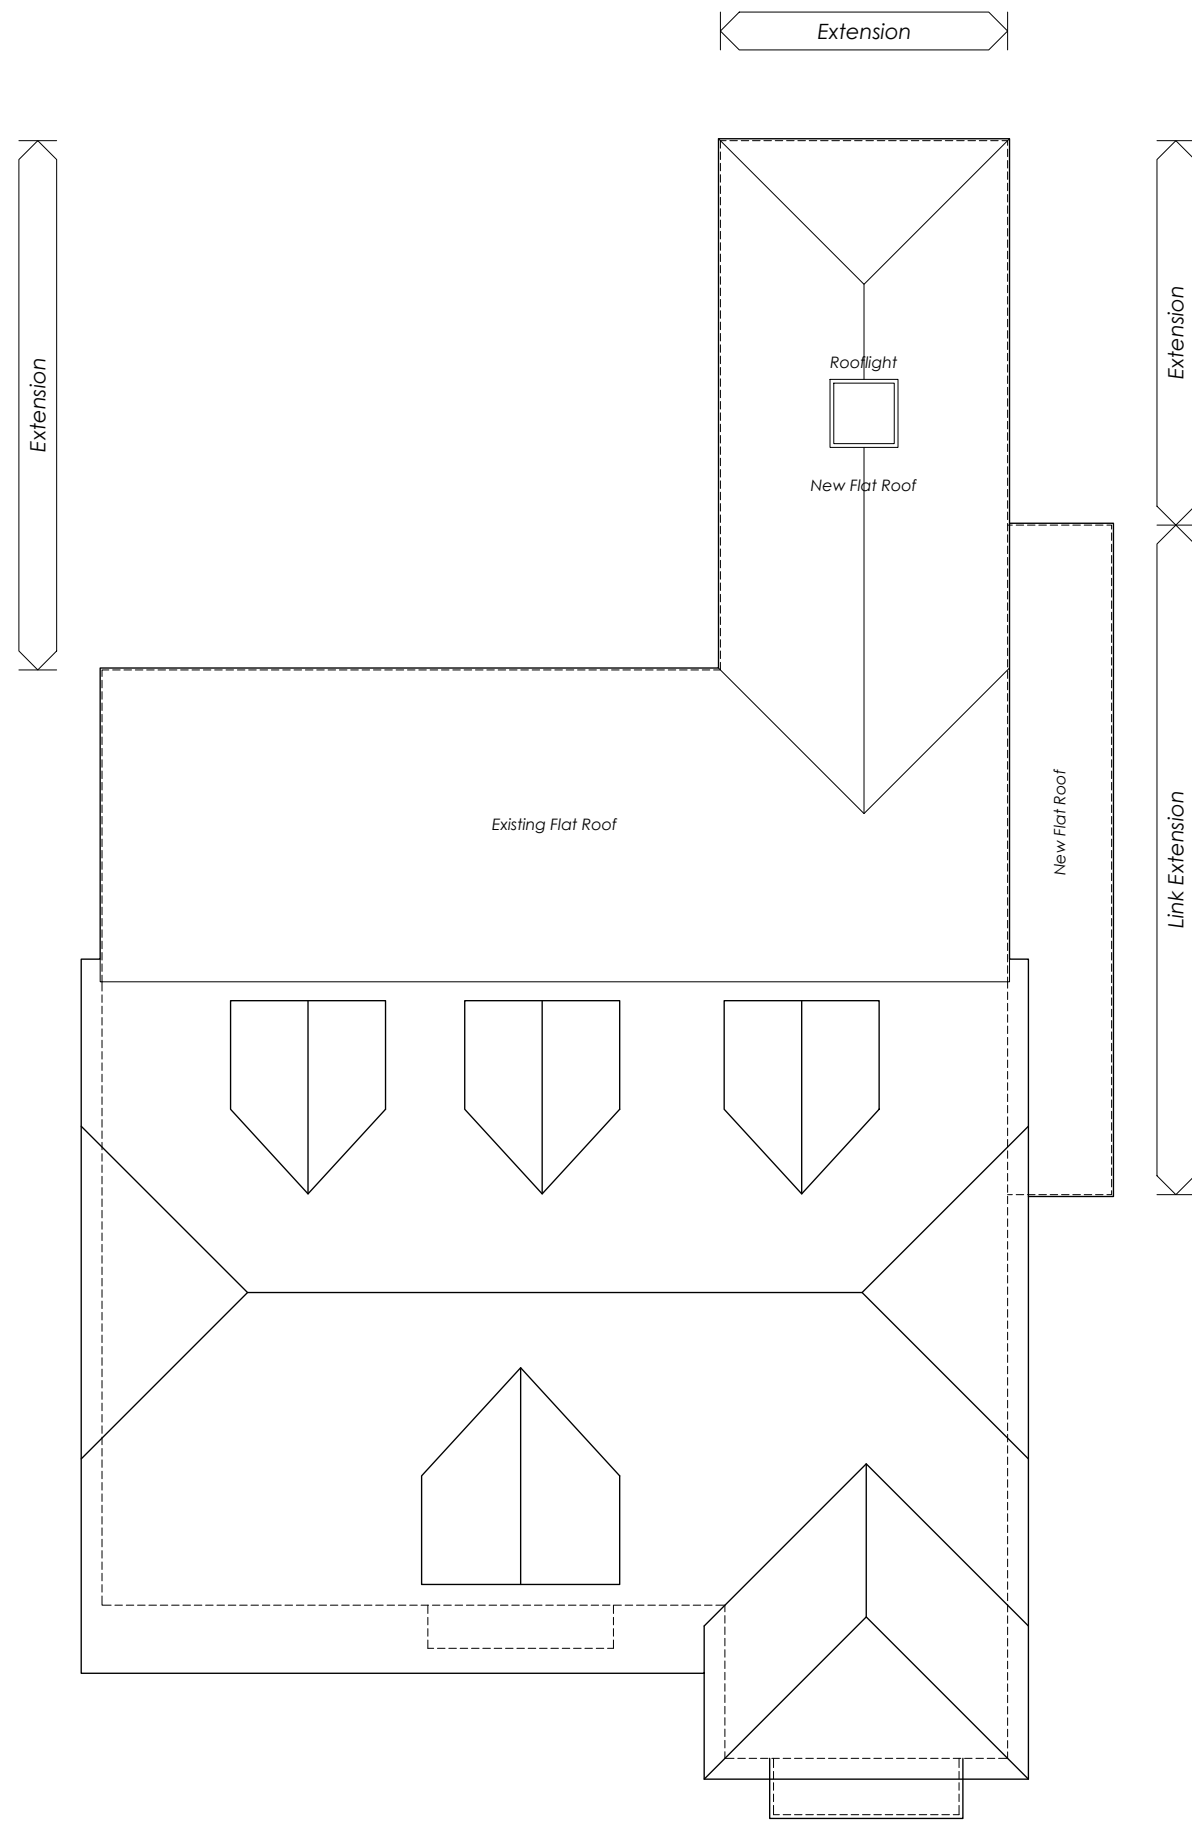 Extension
Extension
Extension
Rooflight
New Flat Roof
Existing Flat Roof
New Flat Roof
Link Extension